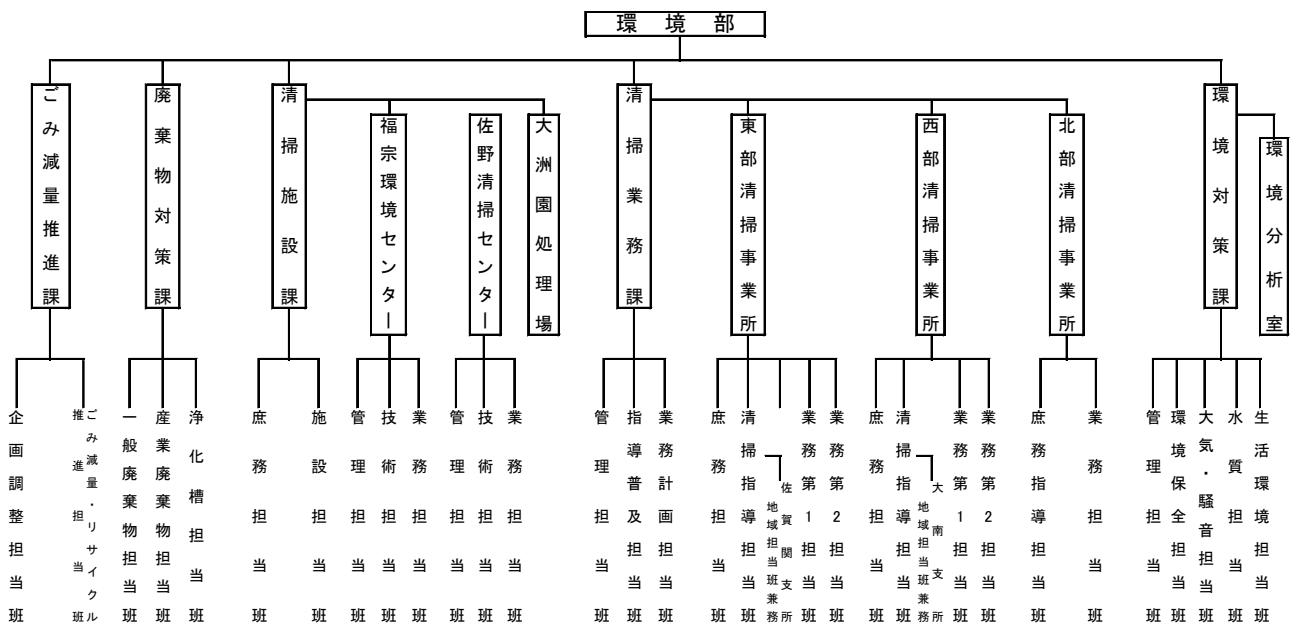 環境部
ごみ減量推進課
廃棄物対策課
清掃施設課
福宗環境センター
佐野清掃センター
大洲園処理場
清掃業務課
東部清掃事業所
西部清掃事業所
北部清掃事業所
環境対策課
環境分析室
企画調整担当班
ごみ減量・リサイクル
推進担当班
一般廃棄物担当班
産業廃棄物担当班
浄化槽担当班
庶務担当班
施設担当班
管理担当班
技術担当班
業務担当班
管理担当班
技術担当班
業務担当班
管理担当班
指導普及担当班
業務計画担当班
庶務担当班
清掃指導担当班
佐賀関支所
地域担当班兼務
業務第1担当班
業務第2担当班
庶務担当班
清掃指導担当班
大南支所
地域担当班兼務
業務第1担当班
業務第2担当班
庶務指導担当班
業務担当班
管理担当班
環境保全担当班
大気・騒音担当班
水質担当班
生活環境担当班